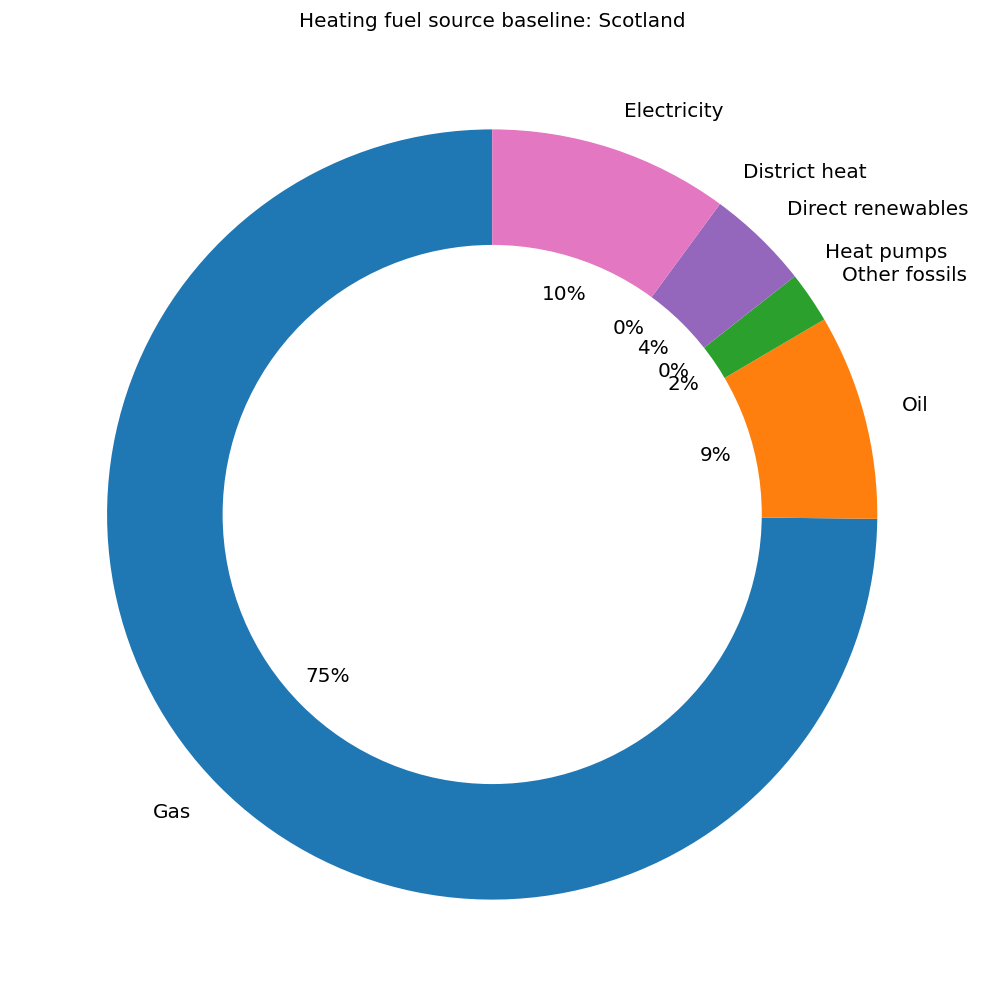 Heating fuel source baseline: Scotland
Electricity
District heat
Direct renewables
Heat pumps
Other fossils
10%
0%
4%
0%
2%
Oil
9%
75%
Gas